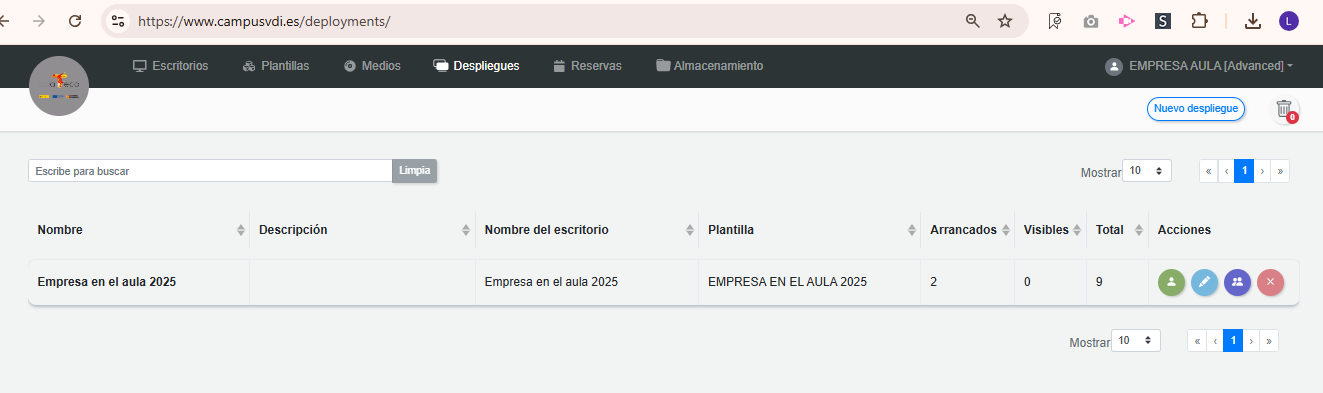 https://www.campusvdi.es/deployments/
S
L
Escritorios
Plantillas
Medios
Despliegues
Reservas
Almacenamiento
EMPRESA AULA [Advanced]
Nuevo despliegue
0
Escribe para buscar
Limpia
Mostrar 10
« ‹ 1 › »
Nombre Descripción Nombre del escritorio Plantilla Arrancados Visibles Total Acciones
Empresa en el aula 2025 Empresa en el aula 2025 EMPRESA EN EL AULA 2025 2 0 9
Mostrar 10
« ‹ 1 › »